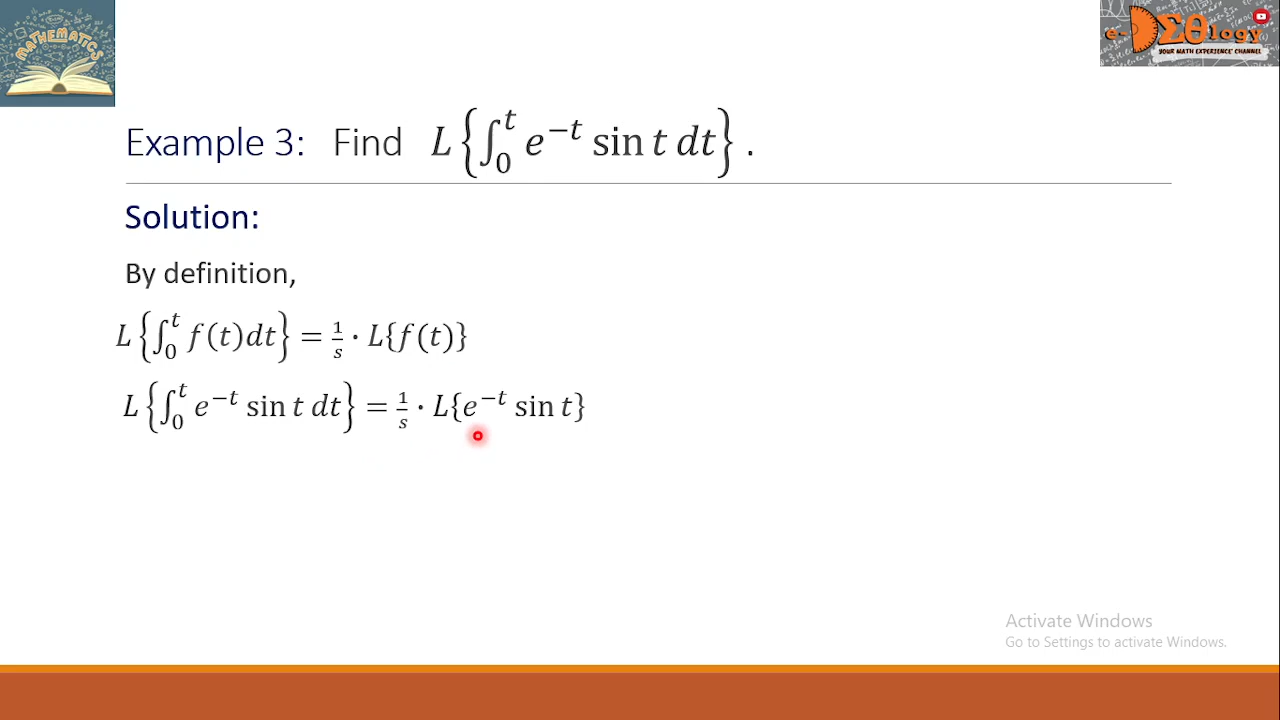 MATHEMATICS
e-DΣθlogy
YOUR MATH EXPERIENCE CHANNEL
Example 3: Find L{∫₀ᵗ e⁻ᵗ sin t dt} .
Solution:
By definition,
L{∫₀ᵗ f(t)dt} = 1/s · L{f(t)}
L{∫₀ᵗ e⁻ᵗ sin t dt} = 1/s · L{e⁻ᵗ sin t}
Activate Windows
Go to Settings to activate Windows.